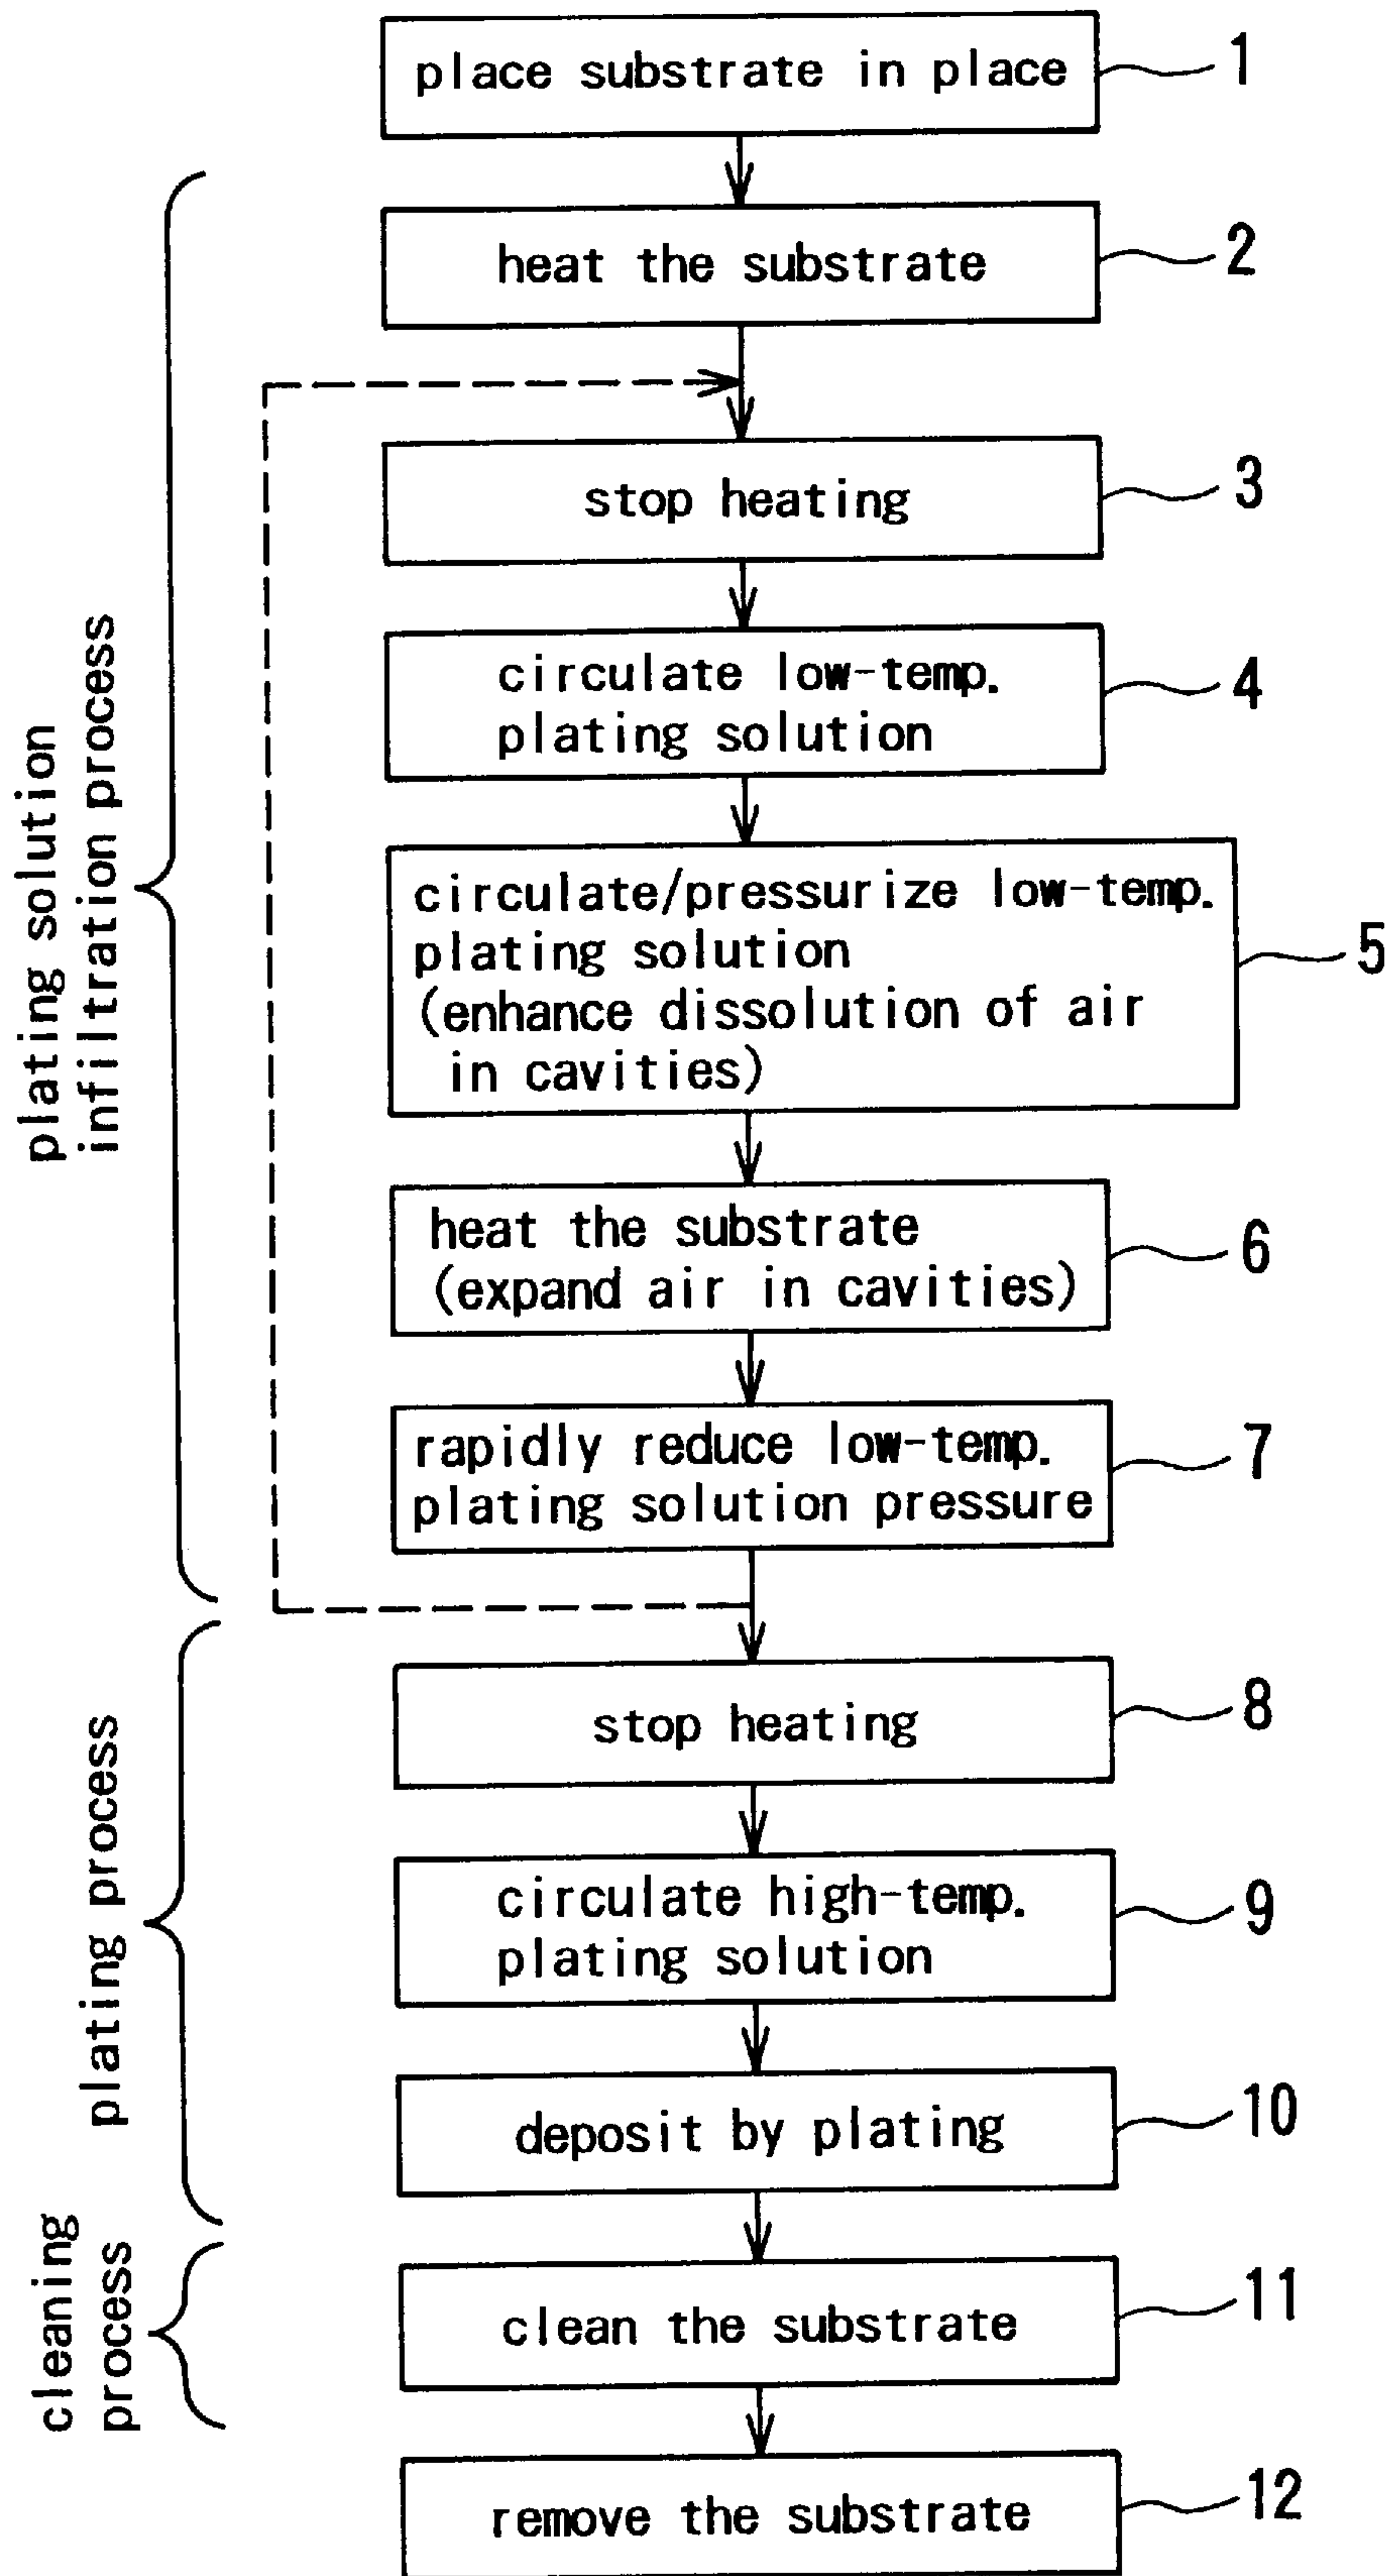 place substrate in place
1
heat the substrate
2
stop heating
3
circulate low-temp.
plating solution
4
circulate/pressurize low-temp.
plating solution
(enhance dissolution of air
in cavities)
5
heat the substrate
(expand air in cavities)
6
rapidly reduce low-temp.
plating solution pressure
7
plating solution
infiltration process
stop heating
8
circulate high-temp.
plating solution
9
deposit by plating
10
plating process
clean the substrate
11
cleaning
process
remove the substrate
12